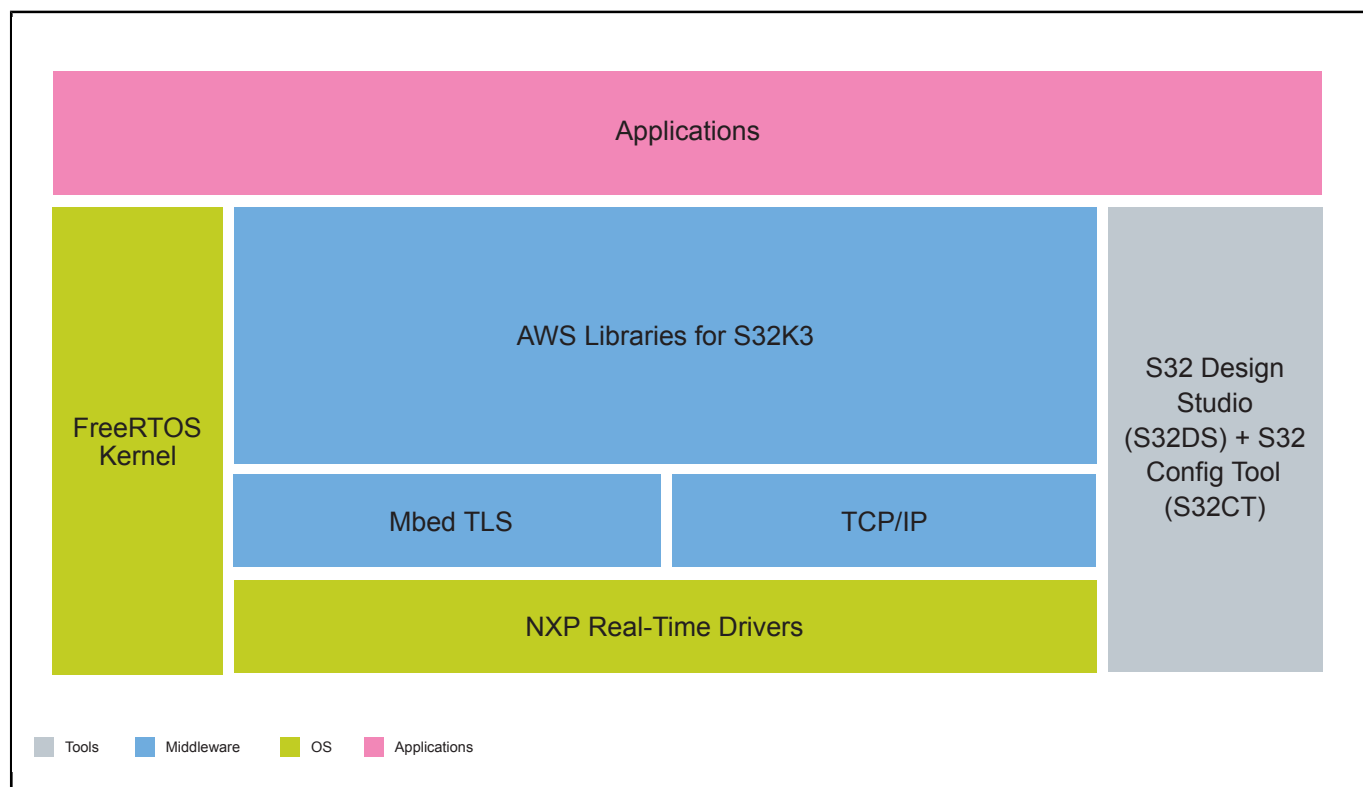 Applications
FreeRTOS
Kernel
AWS Libraries for S32K3
S32 Design
Studio
(S32DS) + S32
Config Tool
(S32CT)
Mbed TLS
TCP/IP
NXP Real-Time Drivers
Tools
Middleware
OS
Applications